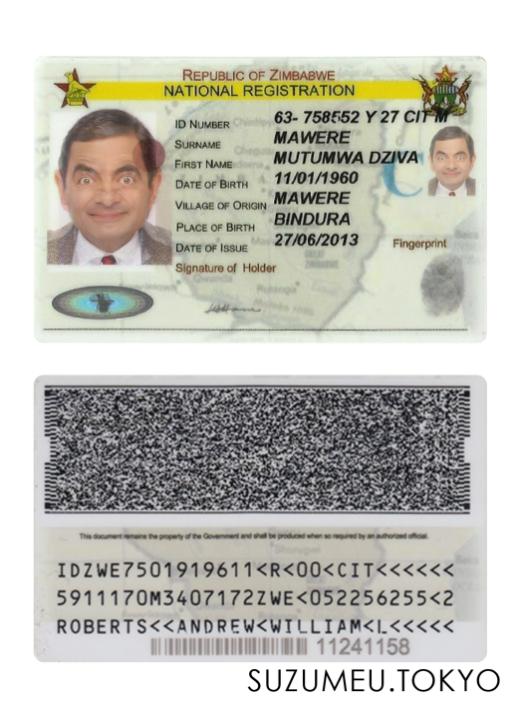 REPUBLIC OF ZIMBABWE
NATIONAL REGISTRATION
ID NUMBER 63- 758552 Y 27 CIT M
SURNAME MAWERE
FIRST NAME MUTUMWA DZIVA
DATE OF BIRTH 11/01/1960
VILLAGE OF ORIGIN MAWERE
PLACE OF BIRTH BINDURA
DATE OF ISSUE 27/06/2013
Fingerprint
Signature of Holder
This document remains the property of the Government and shall be produced when so required by an authorized official.
IDZWE7501919611<R<00<CIT<<<<<<
5911170M3407172ZWE<052256255<2
ROBERTS<<ANDREW<WILLIAM<L<<<<<
11241158
SUZUMEU.TOKYO